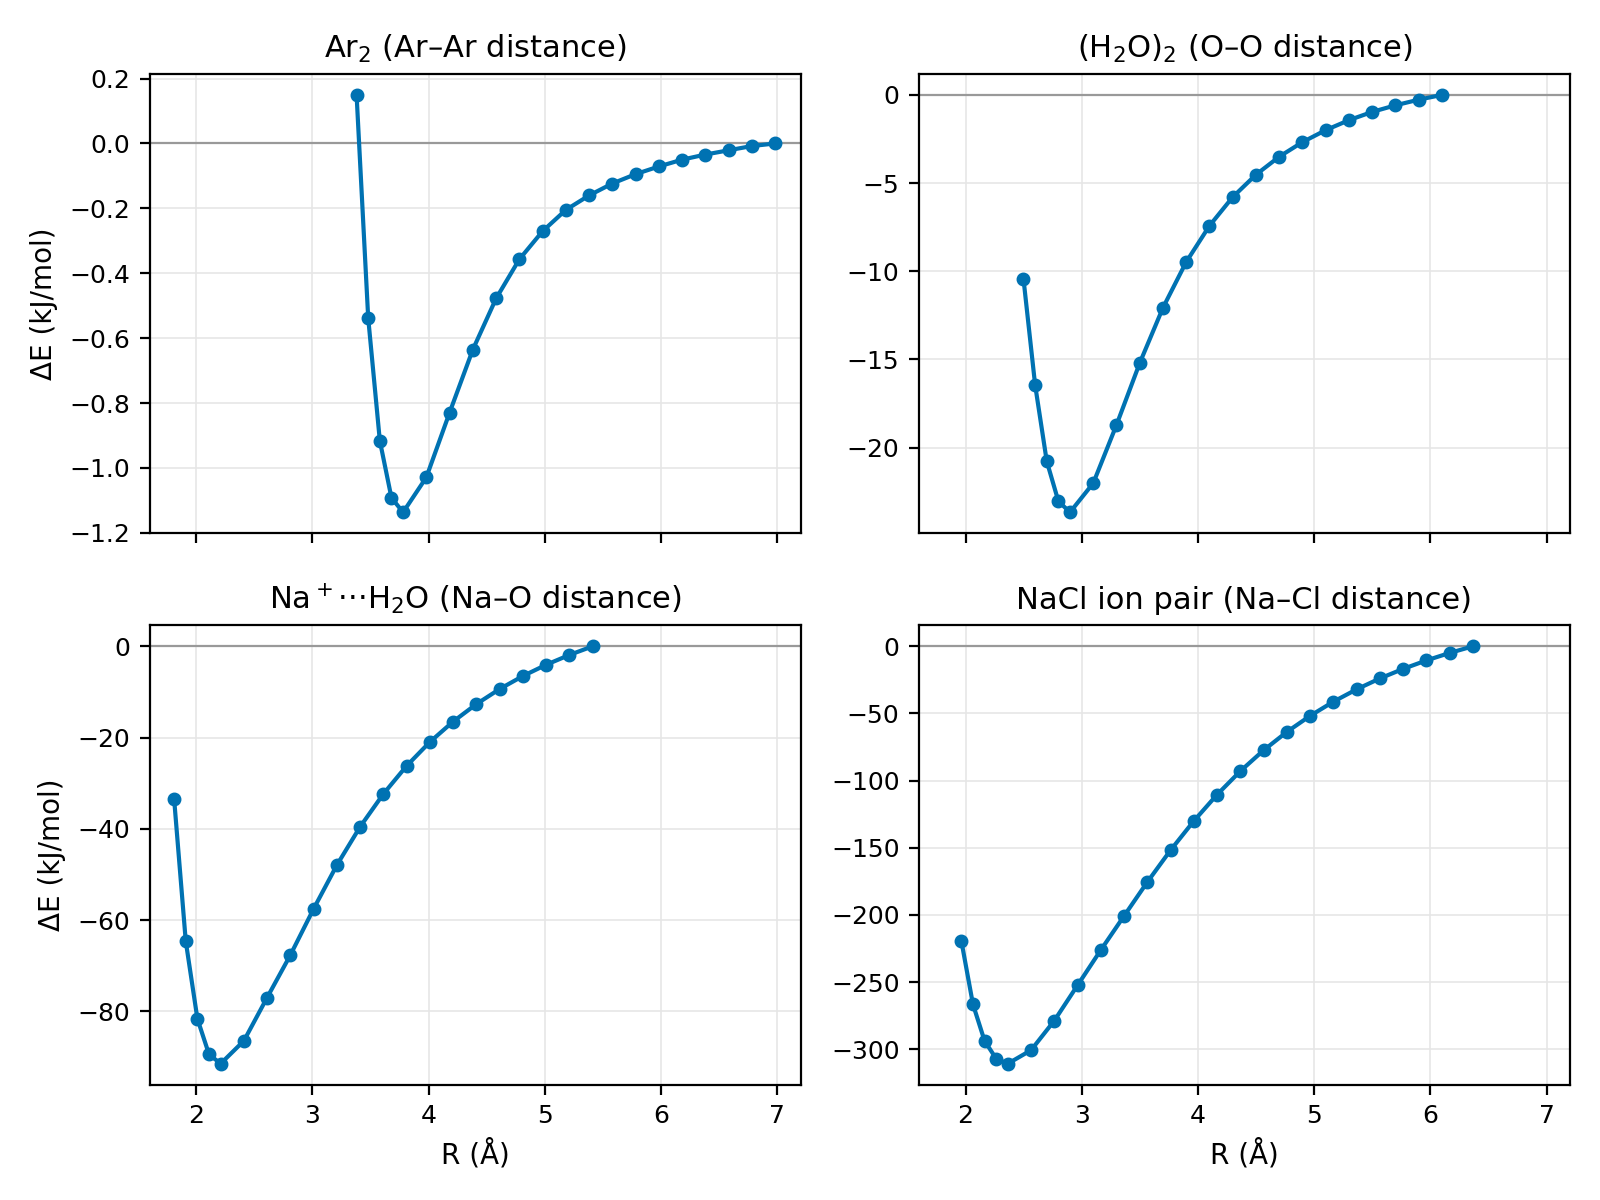 Ar₂ (Ar–Ar distance)
0.2
0.0
−0.2
−0.4
−0.6
−0.8
−1.0
−1.2
ΔE (kJ/mol)
(H₂O)₂ (O–O distance)
0
−5
−10
−15
−20
Na⁺···H₂O (Na–O distance)
0
−20
−40
−60
−80
ΔE (kJ/mol)
2 3 4 5 6 7
R (Å)
NaCl ion pair (Na–Cl distance)
0
−50
−100
−150
−200
−250
−300
2 3 4 5 6 7
R (Å)